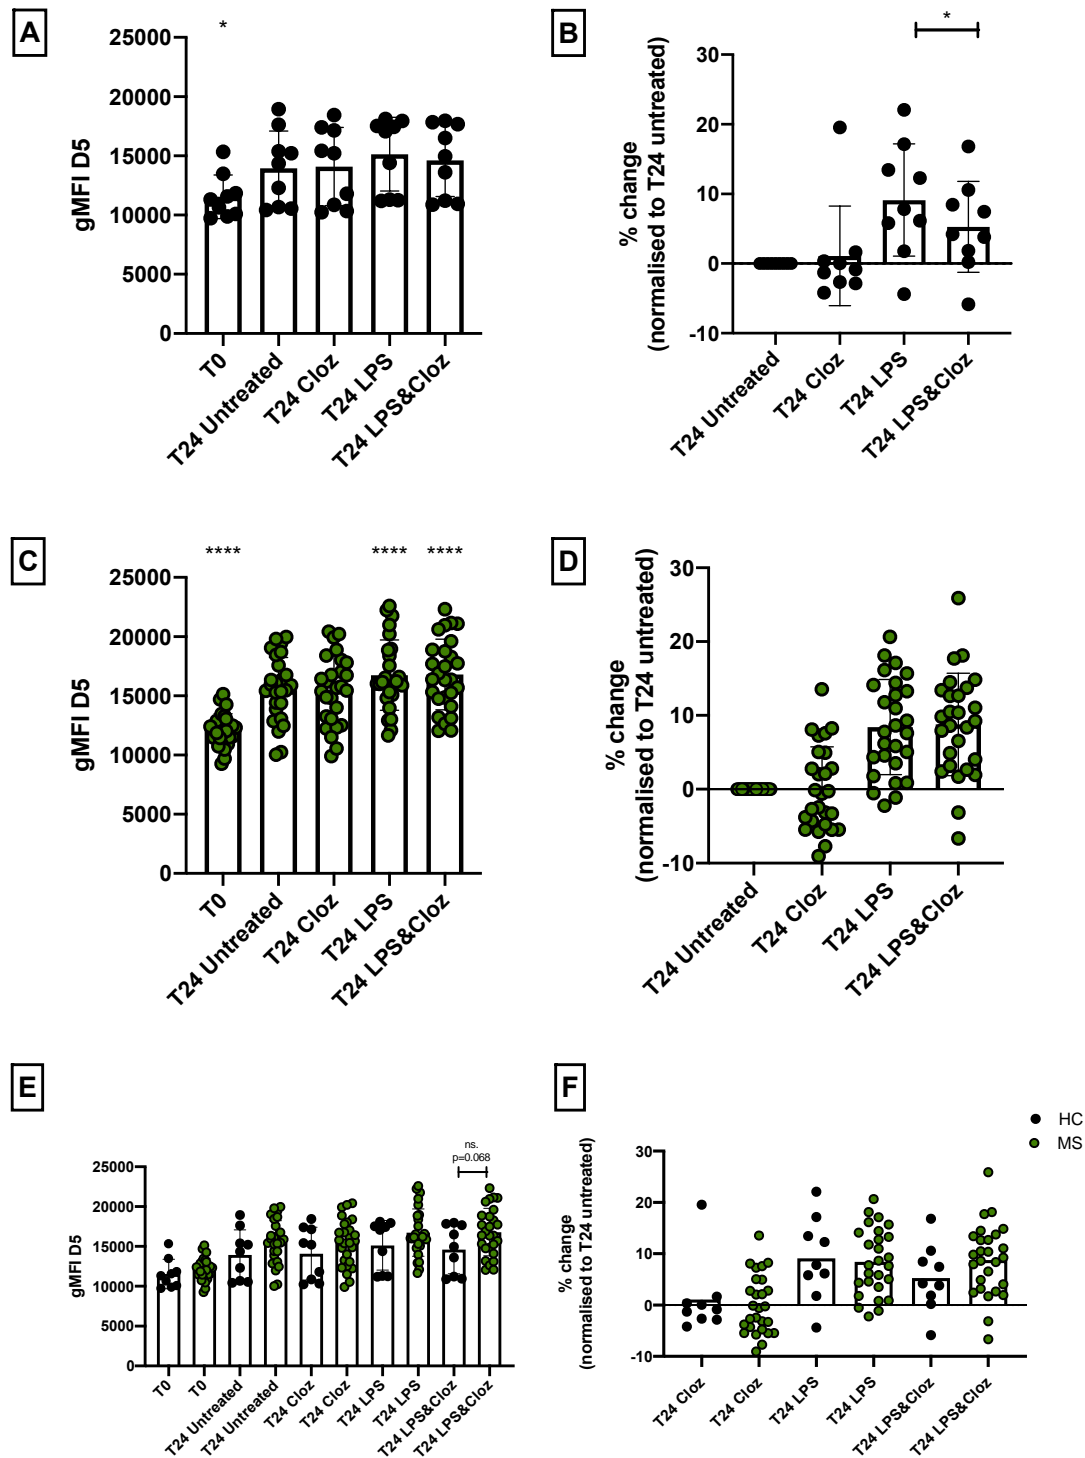 A
*
25000
20000
15000
10000
5000
0
gMFI D5
T0
T24 Untreated
T24 Cloz
T24 LPS
T24 LPS&Cloz
B
*
30
20
10
0
-10
% change
(normalised to T24 untreated)
T24 Untreated
T24 Cloz
T24 LPS
T24 LPS&Cloz
C
****
****
****
25000
20000
15000
10000
5000
0
gMFI D5
T0
T24 Untreated
T24 Cloz
T24 LPS
T24 LPS&Cloz
D
30
20
10
0
-10
% change
(normalised to T24 untreated)
T24 Untreated
T24 Cloz
T24 LPS
T24 LPS&Cloz
E
ns.
p=0.068
25000
20000
15000
10000
5000
0
gMFI D5
T0
T0
T24 Untreated
T24 Untreated
T24 Cloz
T24 Cloz
T24 LPS
T24 LPS
T24 LPS&Cloz
T24 LPS&Cloz
F
HC
MS
30
20
10
0
-10
% change
(normalised to T24 untreated)
T24 Cloz
T24 Cloz
T24 LPS
T24 LPS
T24 LPS&Cloz
T24 LPS&Cloz